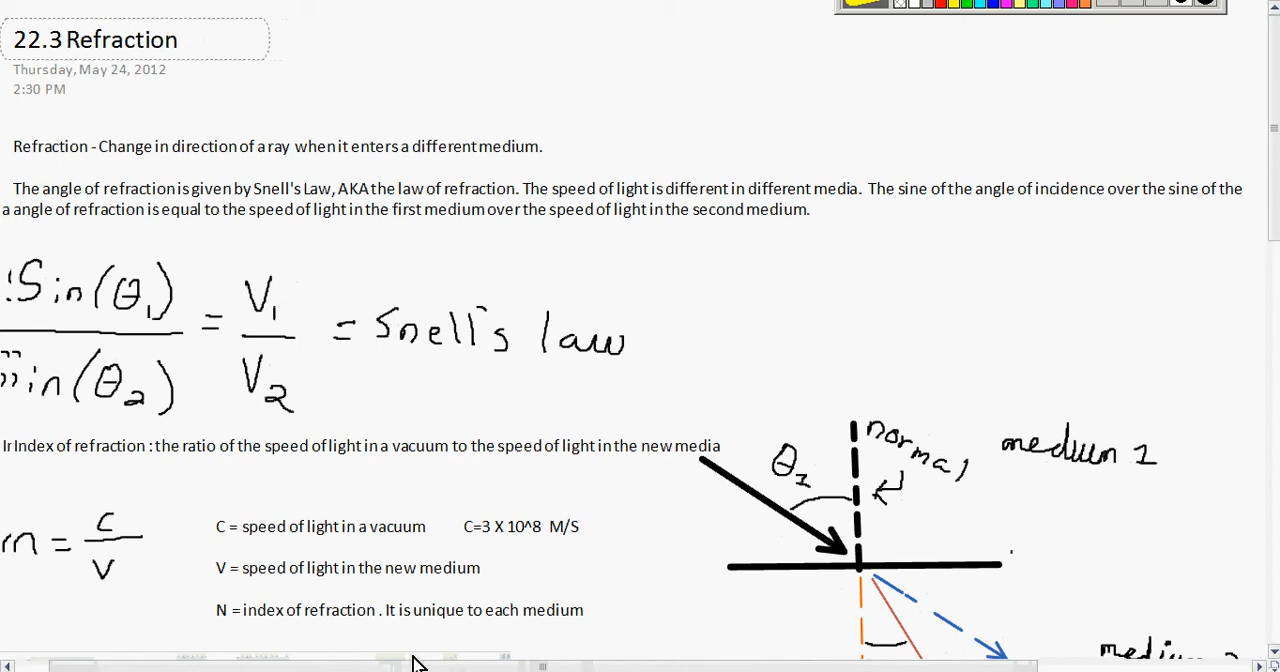 22.3 Refraction
Thursday, May 24, 2012
2:30 PM
Refraction - Change in direction of a ray when it enters a different medium.
The angle of refraction is given by Snell's Law, AKA the law of refraction. The speed of light is different in different media. The sine of the angle of incidence over the sine of the
a angle of refraction is equal to the speed of light in the first medium over the speed of light in the second medium.
Sin(θ1) / in(θ2) = V1 / V2 = Snell's law
Index of refraction : the ratio of the speed of light in a vacuum to the speed of light in the new media
θ1
normal
medium 1
n = c / v
C = speed of light in a vacuum C=3 X 10^8 M/S
V = speed of light in the new medium
N = index of refraction . It is unique to each medium
medium